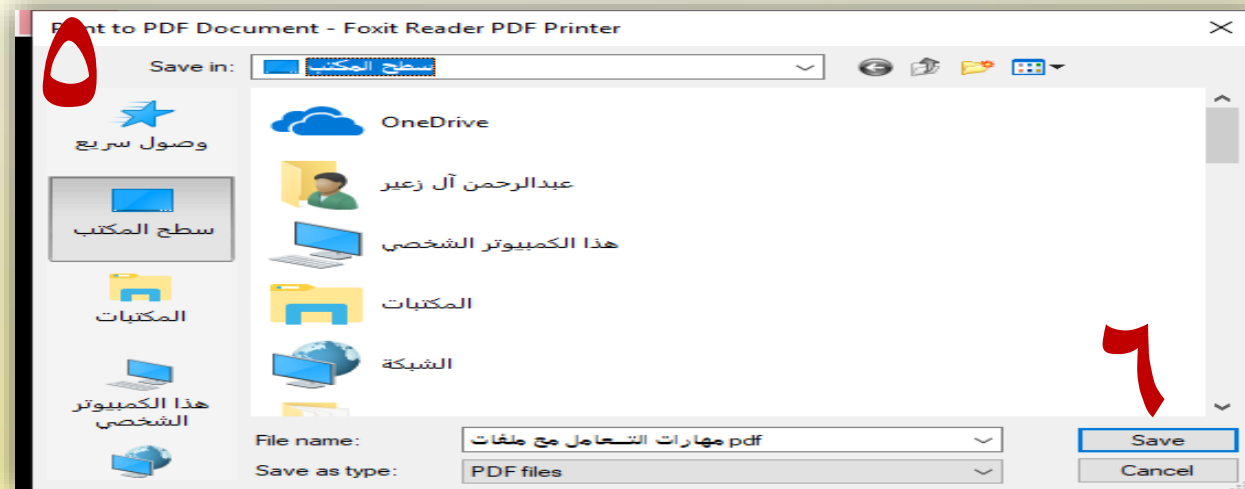 Print to PDF Document - Foxit Reader PDF Printer
٥
Save in: سطح المكتب
وصول سريع
سطح المكتب
المكتبات
هذا الكمبيوتر
الشخصي
OneDrive
عبدالرحمن آل زعير
هذا الكمبيوتر الشخصي
المكتبات
الشبكة
٦
File name: مهارات التـعامل مع ملفات pdf
Save
Save as type: PDF files
Cancel